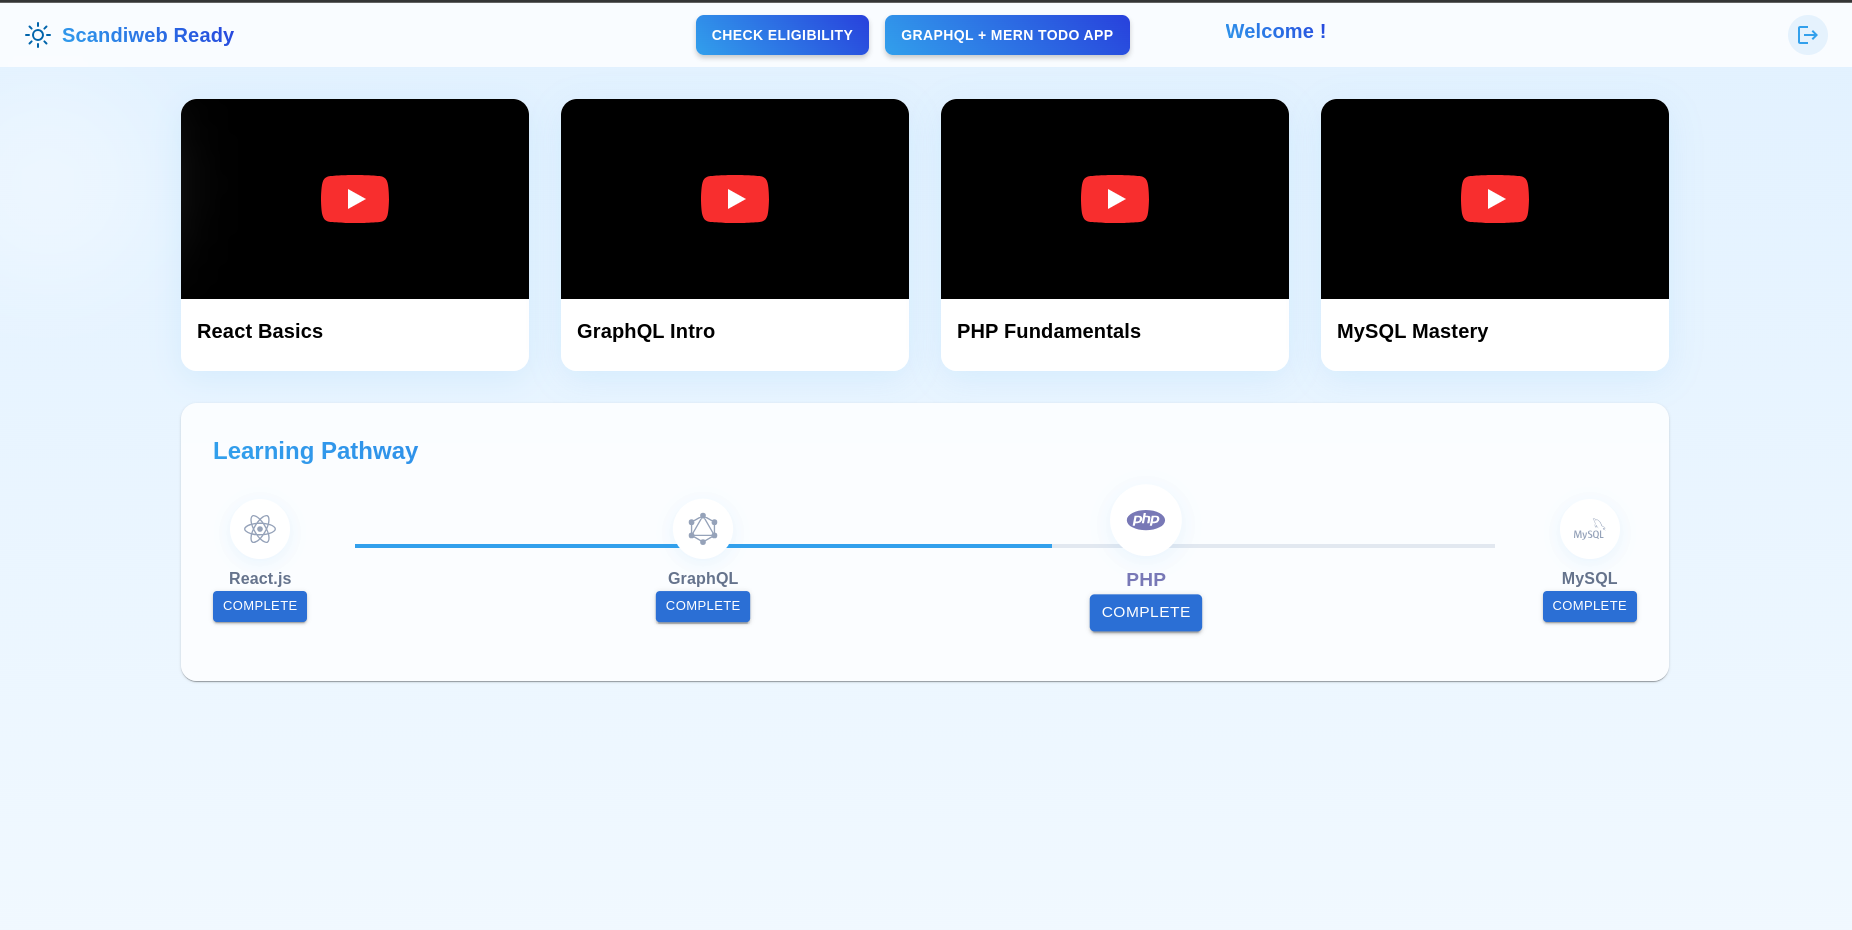 Scandiweb Ready
CHECK ELIGIBILITY
GRAPHQL + MERN TODO APP
Welcome !
React Basics
GraphQL Intro
PHP Fundamentals
MySQL Mastery
Learning Pathway
php
MySQL
React.js
GraphQL
PHP
MySQL
COMPLETE
COMPLETE
COMPLETE
COMPLETE